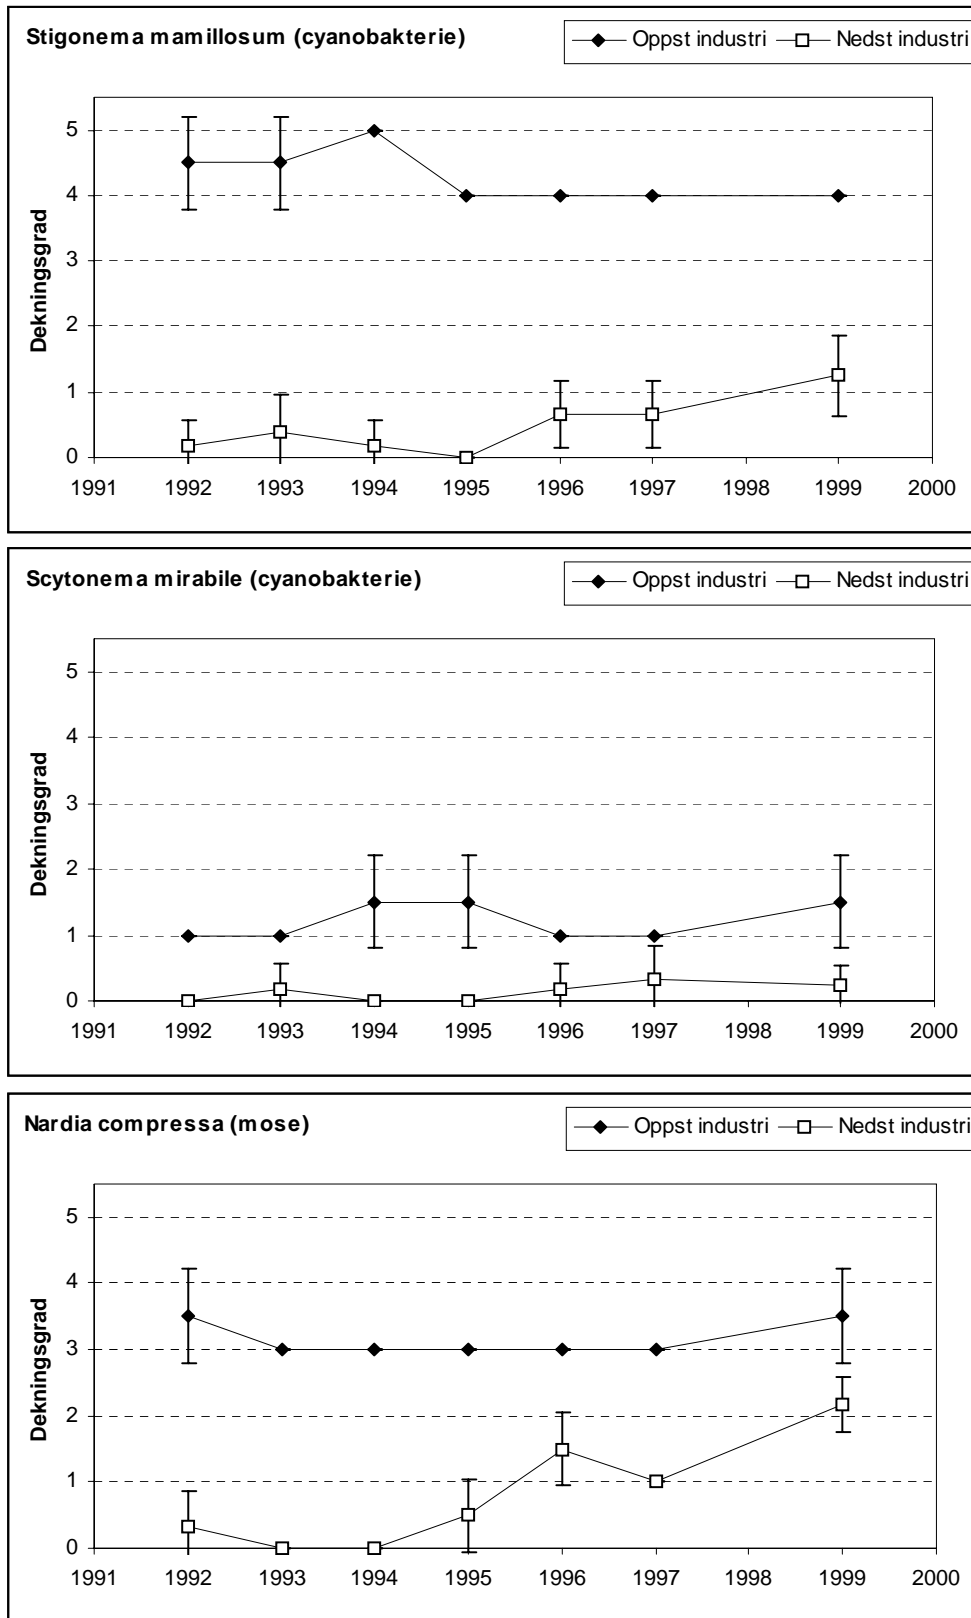 Stigonema mamillosum (cyanobakterie)
Oppst industri
Nedst industri
Dekningsgrad
5
4
3
2
1
0
1991 1992 1993 1994 1995 1996 1997 1998 1999 2000
Scytonema mirabile (cyanobakterie)
Oppst industri
Nedst industri
Dekningsgrad
5
4
3
2
1
0
1991 1992 1993 1994 1995 1996 1997 1998 1999 2000
Nardia compressa (mose)
Oppst industri
Nedst industri
Dekningsgrad
5
4
3
2
1
0
1991 1992 1993 1994 1995 1996 1997 1998 1999 2000